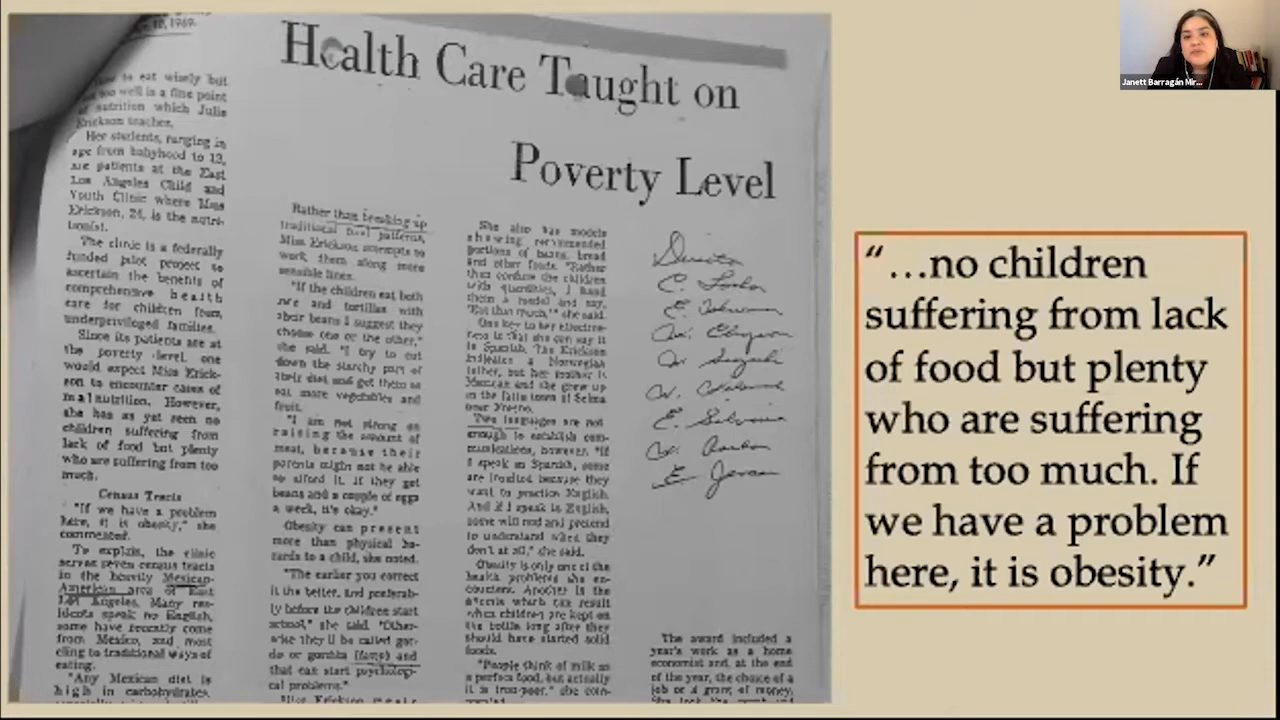 10, 1969
Health Care Taught on
Poverty Level
to eat wisely but
too well is a fine point
of nutrition which Julie
Erickson teaches.
Her students, ranging in
age from babyhood to 13,
are patients at the East
Los Angeles Child and
Youth Clinic where Miss
Erickson, 24, is the nutri-
tionist.
The clinic is a federally
funded pilot project to
ascertain the benefits of
comprehensive health
care for children from
underprivileged families.
Since its patients are at
the poverty level, one
would expect Miss Erick-
son to encounter cases of
malnutrition. However,
she has as yet seen no
children suffering from
lack of food but plenty
who are suffering from too
much.
Census Tracts
"If we have a problem
here, it is obesity," she
commented.
To explain, the clinic
serves seven census tracts
in the heavily Mexican-
American area of East
Los Angeles. Many res-
idents speak no English,
some have recently come
from Mexico, and most
cling to traditional ways of
eating.
"Any Mexican diet is
high in carbohydrates,
Rather than breaking up
traditional food patterns,
Miss Erickson attempts to
work them along more
sensible lines.
"If the children eat both
rice and tortillas with
their beans I suggest they
choose one or the other,"
she said. "I try to cut
down the starchy part of
their diet and get them to
eat more vegetables and
fruit.
"I am not strong on
raising the amount of
meat, because their
parents might not be able
to afford it. If they get
beans and a couple of eggs
a week, it's okay."
Obesity can present
more than physical ha-
zards to a child, she noted.
"The earlier you correct
it the better, and preferab-
ly before the children start
school," she said. "Other-
wise they'll be called gor-
do or gordita (fatty) and
that can start psychologi-
cal problems."
She also has models
showing recommended
portions of beans, bread
and other foods. "Rather
than confuse the children
with quantities, I hand
them a model and say,
'Eat this much,'" she said.
One key to her effective-
ness is that she can say it
in Spanish. The Erickson
indicates a Norwegian
father, but her mother is
Mexican and she grew up
in the farm town of Selma
near Fresno.
Two languages are not
enough to establish com-
munications, however. "If
I speak in Spanish, some
are insulted because they
want to practice English.
And if I speak in English,
some will nod and pretend
to understand when they
don't at all," she said.
Obesity is only one of the
health problems she en-
counters. Another is the
anemia which can result
when children are kept on
the bottle long after they
should have started solid
foods.
"People think of milk as
a perfect food, but actually
it is iron-poor," she com-
Director
The award included a
year's work as a home
economist and, at the end
of the year, the choice of a
job or a grant of money.
"…no children
suffering from lack
of food but plenty
who are suffering
from too much. If
we have a problem
here, it is obesity."
Janett Barragán Mir...